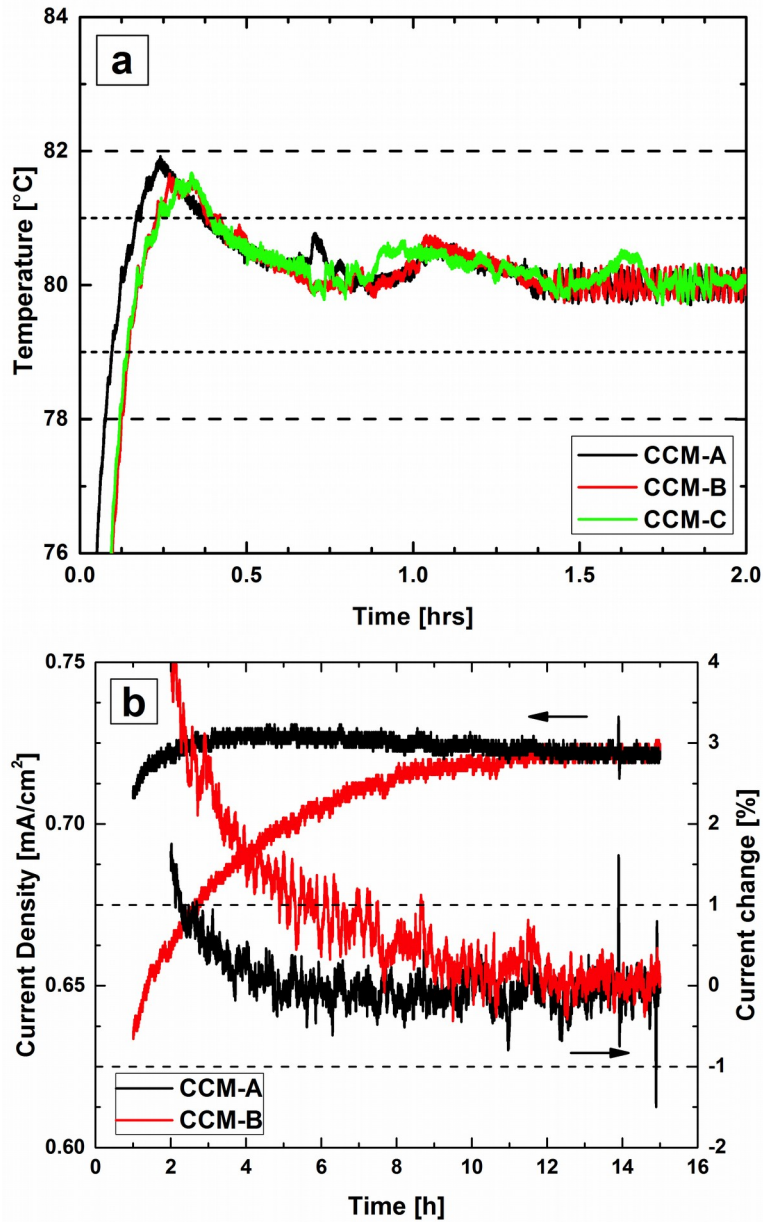 a
84
82
80
78
76
Temperature [°C]
0.0 0.5 1.0 1.5 2.0
Time [hrs]
CCM-A
CCM-B
CCM-C
b
0.75
0.70
0.65
0.60
Current Density [mA/cm²]
4
3
2
1
0
-1
-2
Current change [%]
CCM-A
CCM-B
0 2 4 6 8 10 12 14 16
Time [h]